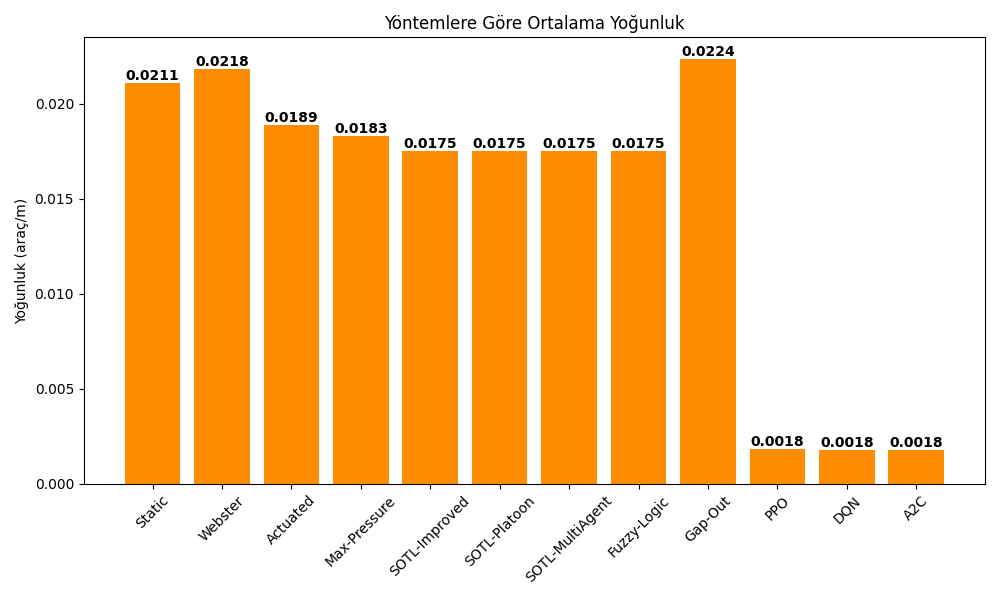 Yöntemlere Göre Ortalama Yoğunluk
Yoğunluk (araç/m)
0.020
0.015
0.010
0.005
0.000
0.0211
0.0218
0.0189
0.0183
0.0175
0.0175
0.0175
0.0175
0.0224
0.0018
0.0018
0.0018
Static
Webster
Actuated
Max-Pressure
SOTL-Improved
SOTL-Platoon
SOTL-MultiAgent
Fuzzy-Logic
Gap-Out
PPO
DQN
A2C